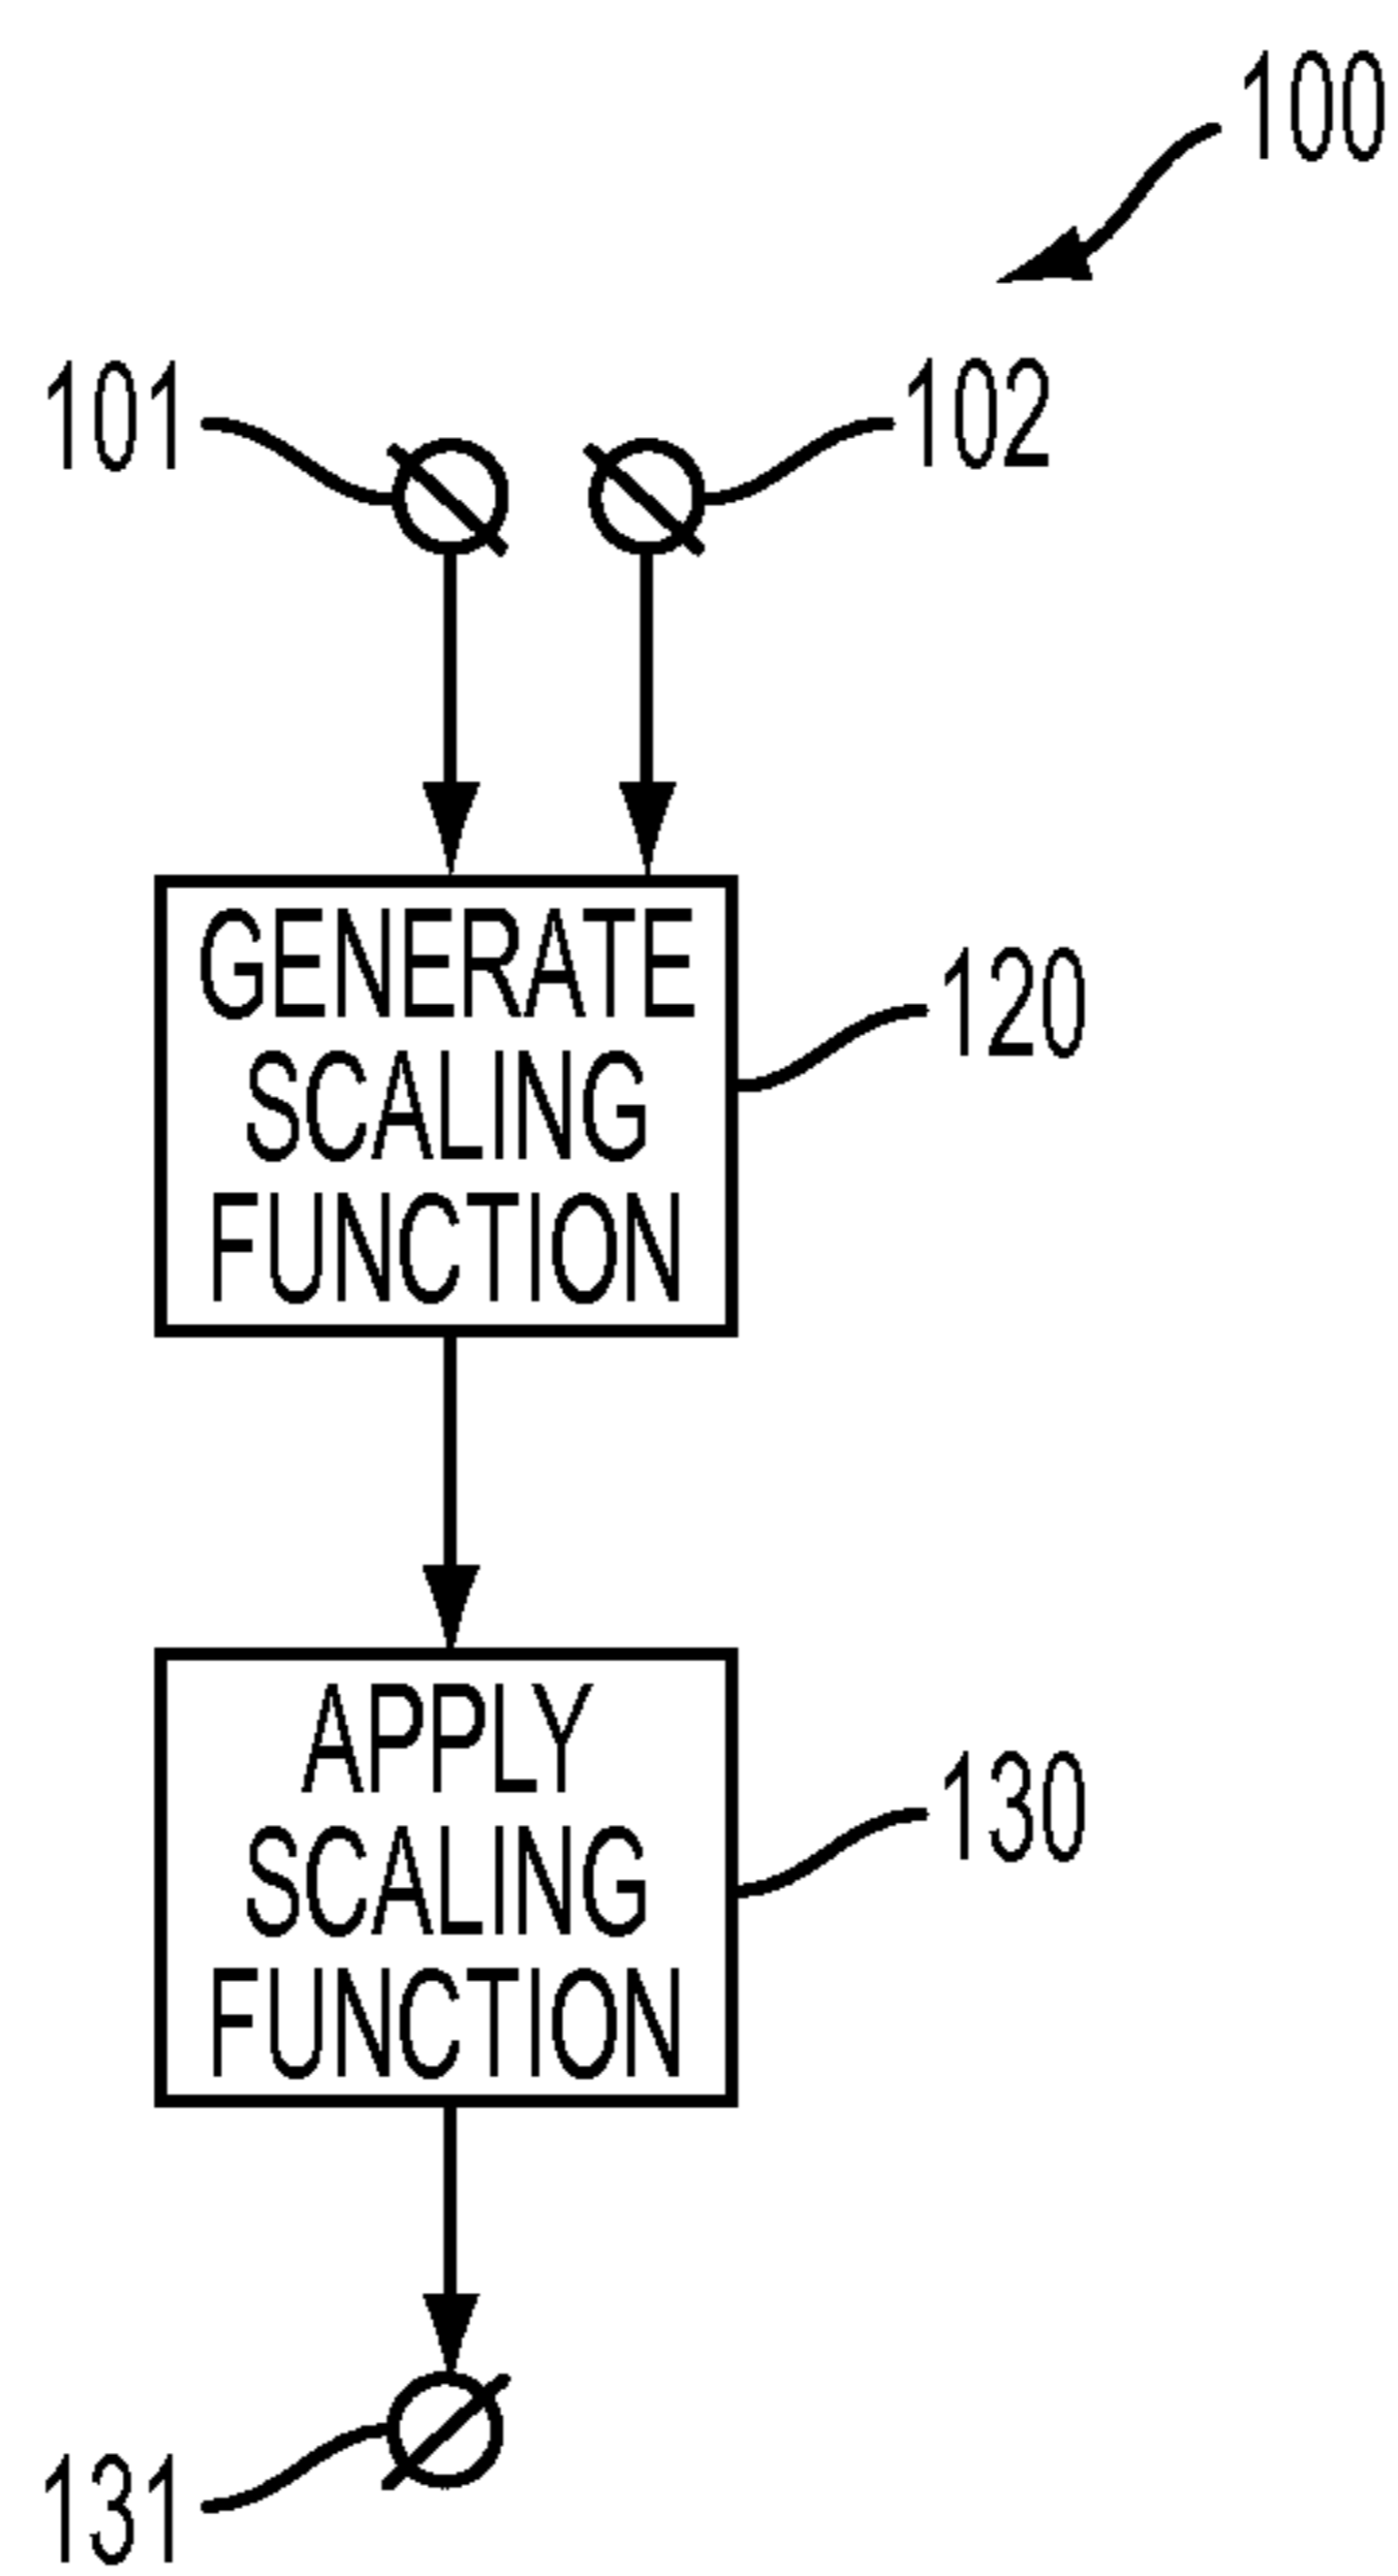 100
101
102
GENERATE
SCALING
FUNCTION
120
APPLY
SCALING
FUNCTION
130
131